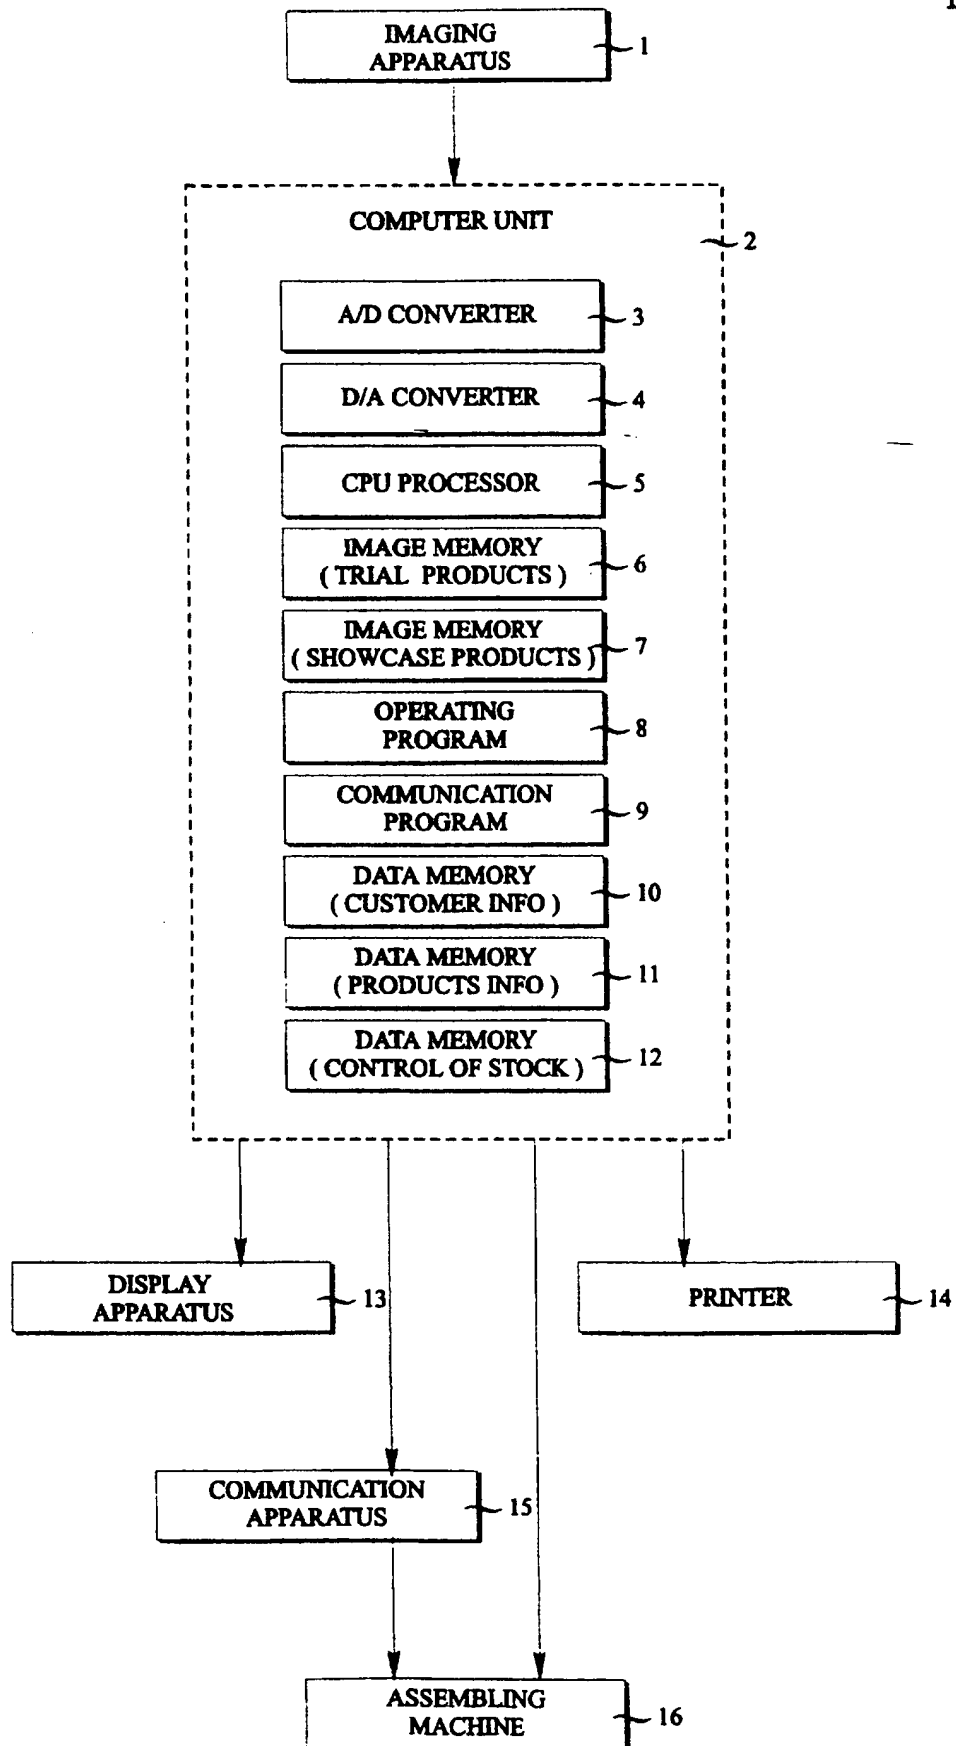 IMAGING
APPARATUS
1
COMPUTER UNIT
2
A/D CONVERTER
3
D/A CONVERTER
4
CPU PROCESSOR
5
IMAGE MEMORY
( TRIAL PRODUCTS )
6
IMAGE MEMORY
( SHOWCASE PRODUCTS )
7
OPERATING
PROGRAM
8
COMMUNICATION
PROGRAM
9
DATA MEMORY
( CUSTOMER INFO )
10
DATA MEMORY
( PRODUCTS INFO )
11
DATA MEMORY
( CONTROL OF STOCK )
12
DISPLAY
APPARATUS
13
PRINTER
14
COMMUNICATION
APPARATUS
15
ASSEMBLING
MACHINE
16